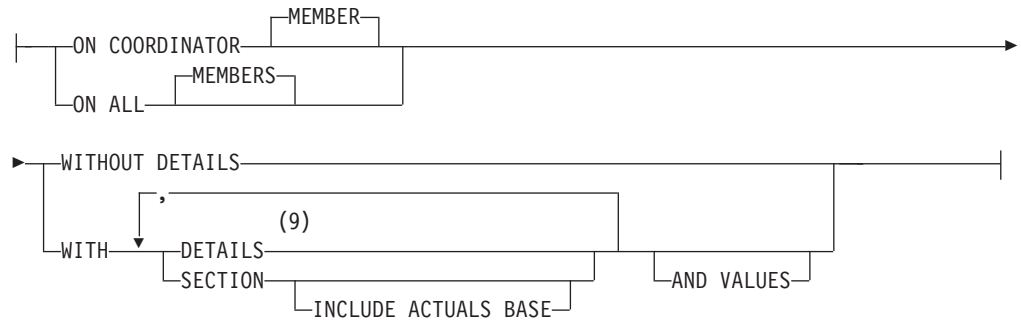 MEMBER
ON COORDINATOR
MEMBERS
ON ALL
WITHOUT DETAILS
,
(9)
WITH DETAILS
SECTION AND VALUES
INCLUDE ACTUALS BASE